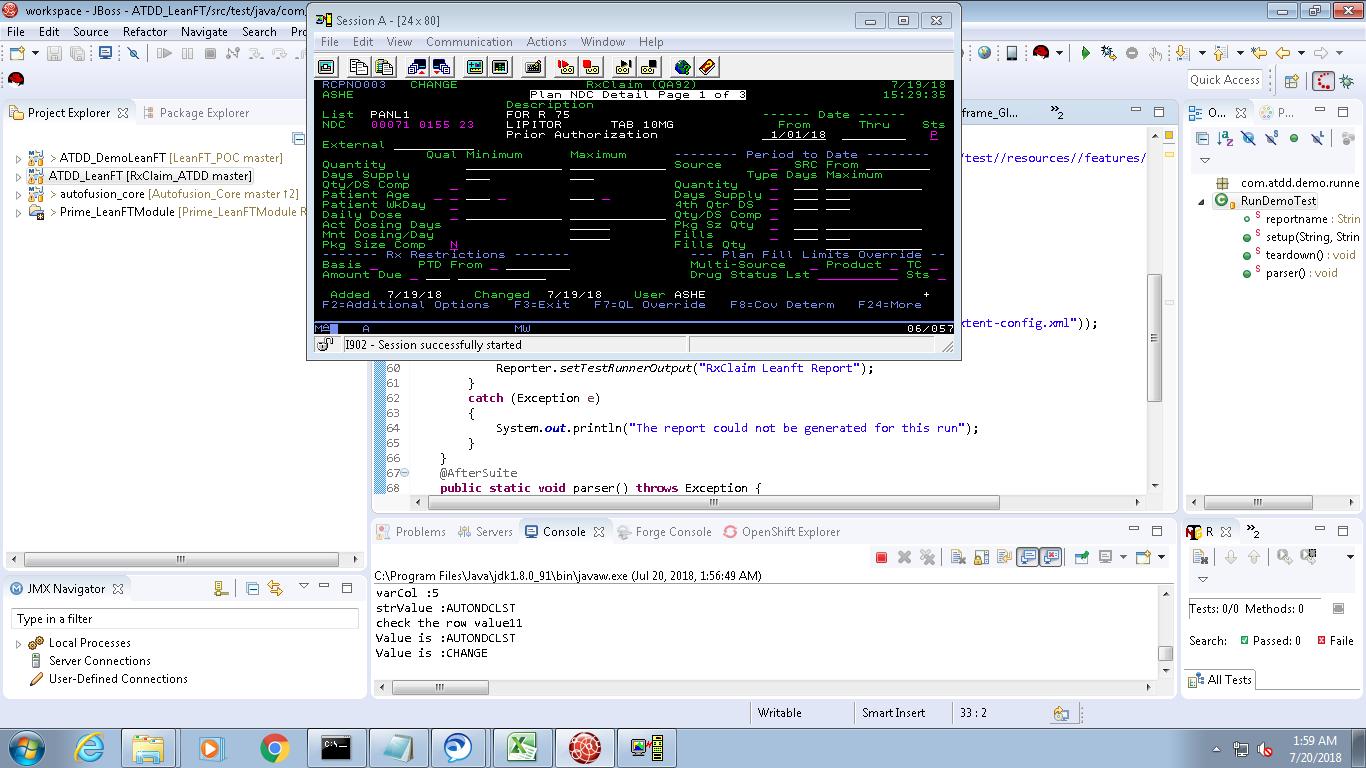 workspace - JBoss - ATDD_LeanFT/src/test/java/com
File Edit Source Refactor Navigate Search
Quick Access
Project Explorer Package Explorer
> ATDD_DemoLeanFT [LeanFT_POC master]
ATDD_LeanFT [RxClaim_ATDD master]
> autofusion_core [Autofusion_Core master ↑2]
> Prime_LeanFTModule [Prime_LeanFTModule R
Session A - [24 x 80]
File Edit View Communication Actions Window Help
RCPNO003 CHANGE RxClaim (QA92) 7/19/18
ASHE Plan NDC Detail Page 1 of 3 15:29:35
Description
List PANL1 FOR R 75 ------ Date ------
NDC 00071 0155 23 LIPITOR TAB 10MG From Thru Sts
Prior Authorization 1/01/18 P
External
Qual Minimum Maximum -------- Period to Date --------
Quantity Source SRC From
Days Supply Type Days Maximum
Qty/DS Comp Quantity
Patient Age Days Supply
Patient WkDay 4th Qtr DS
Daily Dose Qty/DS Comp
Act Dosing Days Pkg Sz Qty
Mnt Dosing/Day Fills
Pkg Size Comp N Fills Qty
------- Rx Restrictions ------- --- Plan Fill Limits Override --
Basis PTD From - Multi-Source Product TC
Amount Due - Drug Status Lst Sts
Added 7/19/18 Changed 7/19/18 User ASHE +
F2=Additional Options F3=Exit F7=QL Override F8=Cov Determ F24=More
MA A MW 06/057
I902 - Session successfully started
frame_Gl... »2
/test//resources//features/
xtent-config.xml"));
60 Reporter.setTestRunnerOutput("RxClaim Leanft Report");
61 }
62 catch (Exception e)
63 {
64 System.out.println("The report could not be generated for this run");
65 }
66 }
67 @AfterSuite
68 public static void parser() throws Exception {
O... P...
com.atdd.demo.runne
RunDemoTest
reportname : Strin
setup(String, Strin
teardown() : void
parser() : void
Problems Servers Console Forge Console OpenShift Explorer
C:\Program Files\Java\jdk1.8.0_91\bin\javaw.exe (Jul 20, 2018, 1:56:49 AM)
varCol :5
strValue :AUTONDCLST
check the row value11
Value is :AUTONDCLST
Value is :CHANGE
JMX Navigator
Type in a filter
Local Processes
Server Connections
User-Defined Connections
R »2
Tests: 0/0 Methods: 0
Search: Passed: 0 Faile
All Tests
Writable Smart Insert 33 : 2
1:59 AM
7/20/2018